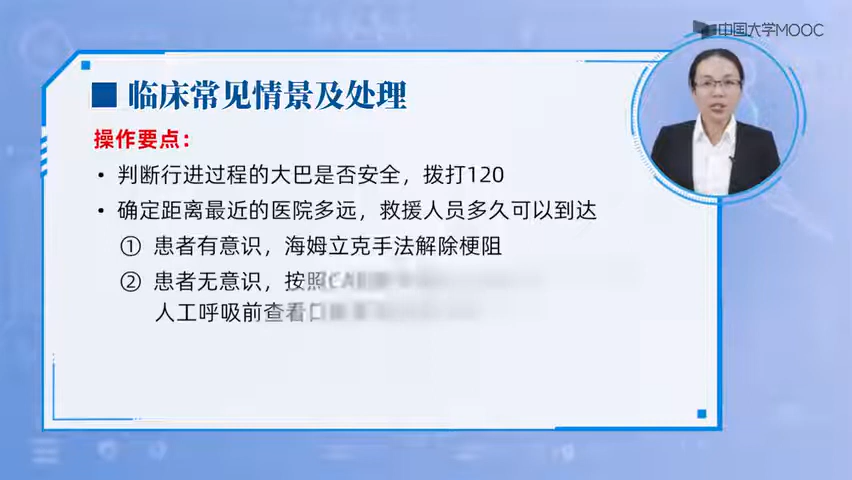 中国大学MOOC
临床常见情景及处理
操作要点：
• 判断行进过程的大巴是否安全，拨打120
• 确定距离最近的医院多远，救援人员多久可以到达
① 患者有意识，海姆立克手法解除梗阻
② 患者无意识，按照CAB
人工呼吸前查看口